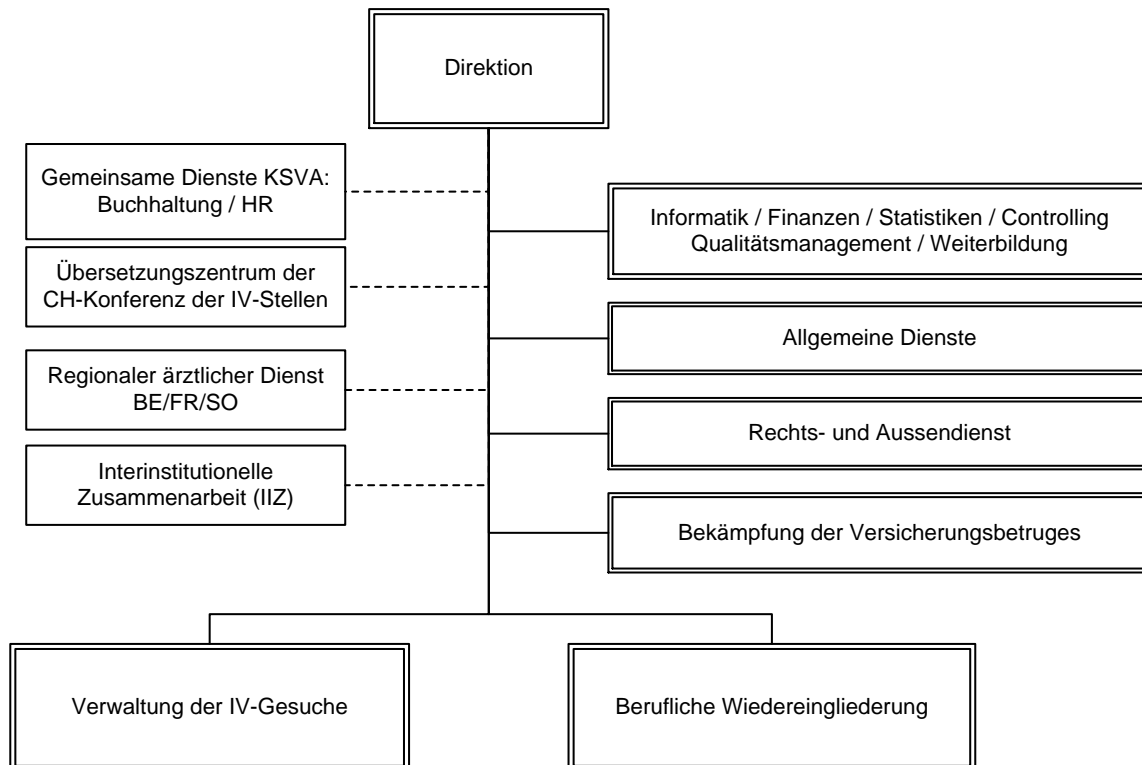 Direktion
Gemeinsame Dienste KSVA:
Buchhaltung / HR
Informatik / Finanzen / Statistiken / Controlling
Qualitätsmanagement / Weiterbildung
Übersetzungszentrum der
CH-Konferenz der IV-Stellen
Allgemeine Dienste
Regionaler ärztlicher Dienst
BE/FR/SO
Rechts- und Aussendienst
Interinstitutionelle
Zusammenarbeit (IIZ)
Bekämpfung der Versicherungsbetruges
Verwaltung der IV-Gesuche
Berufliche Wiedereingliederung